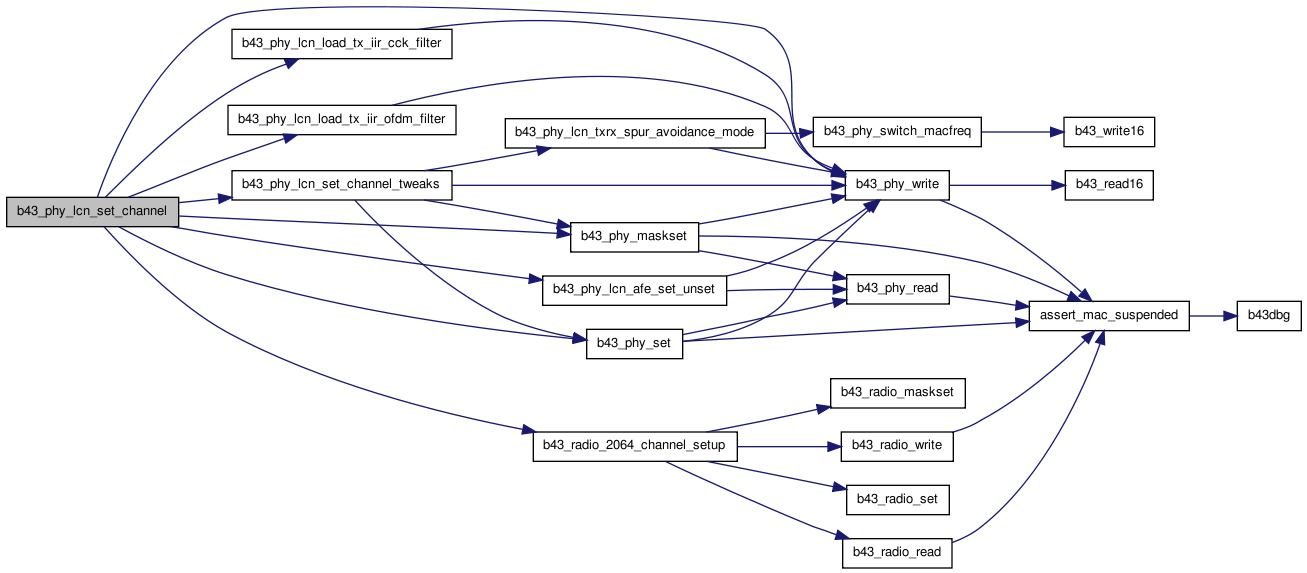 b43_phy_lcn_set_channel
b43_phy_lcn_load_tx_iir_cck_filter
b43_phy_lcn_load_tx_iir_ofdm_filter
b43_phy_lcn_set_channel_tweaks
b43_phy_lcn_txrx_spur_avoidance_mode
b43_phy_maskset
b43_phy_lcn_afe_set_unset
b43_phy_set
b43_radio_2064_channel_setup
b43_phy_switch_macfreq
b43_phy_write
b43_phy_read
b43_radio_maskset
b43_radio_write
b43_radio_set
b43_radio_read
b43_write16
b43_read16
assert_mac_suspended
b43dbg